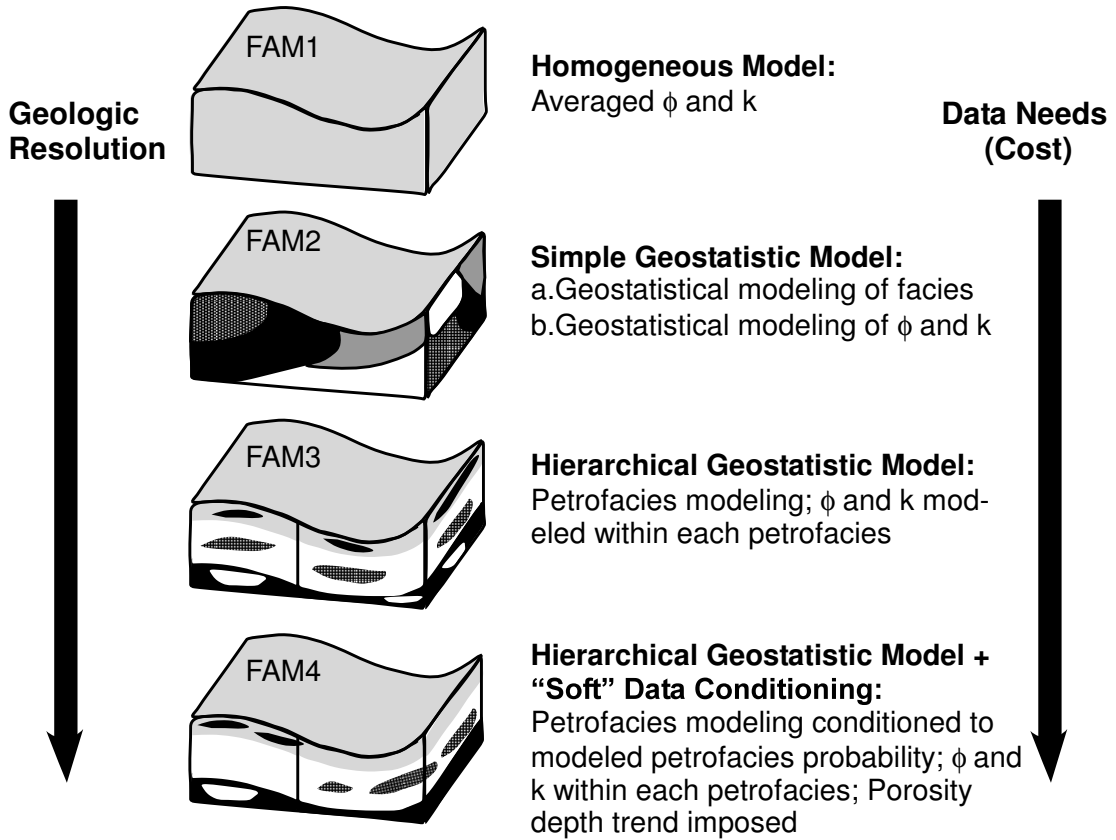 Geologic
Resolution
Data Needs
(Cost)
FAM1
Homogeneous Model:
Averaged ϕ and k
FAM2
Simple Geostatistic Model:
a.Geostatistical modeling of facies
b.Geostatistical modeling of ϕ and k
FAM3
Hierarchical Geostatistic Model:
Petrofacies modeling; ϕ and k mod-
eled within each petrofacies
FAM4
Hierarchical Geostatistic Model +
“Soft” Data Conditioning:
Petrofacies modeling conditioned to
modeled petrofacies probability; ϕ and
k within each petrofacies; Porosity
depth trend imposed